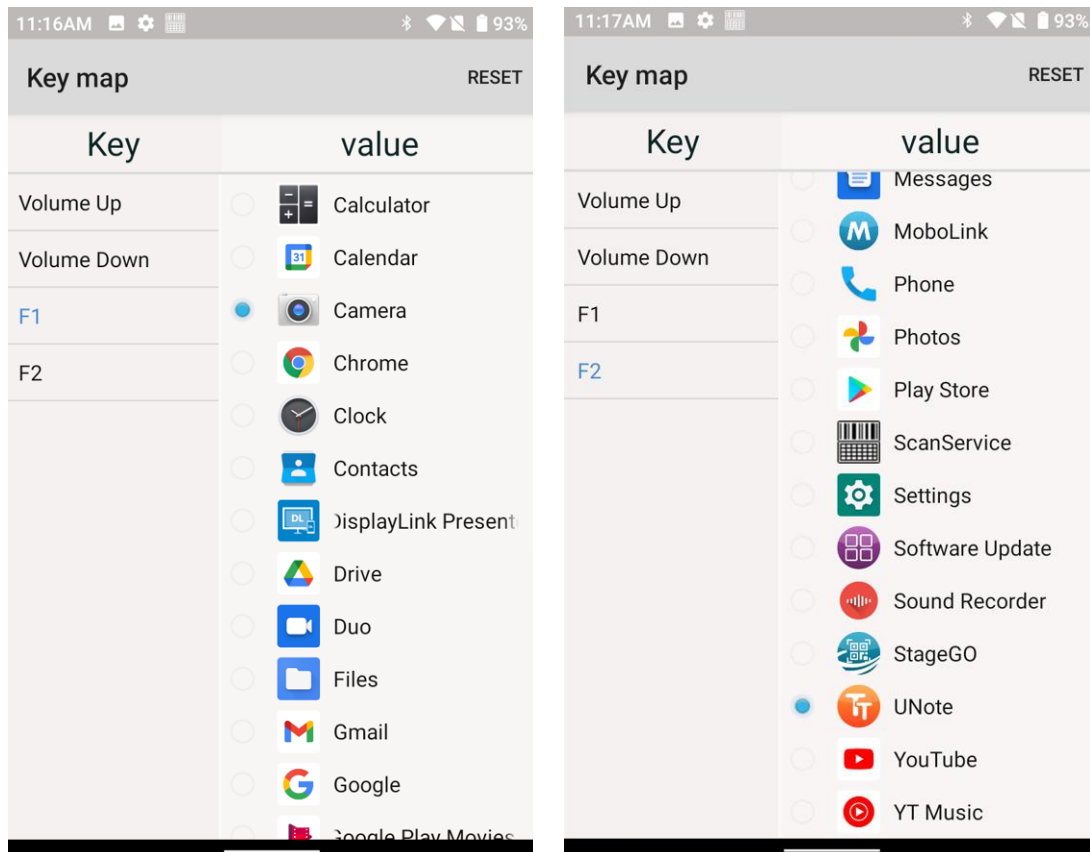 11:16AM 93%
Key map RESET
Key value
Volume Up
Volume Down
F1
F2
Calculator
31
Calendar
Camera
Chrome
Clock
Contacts
DL
DisplayLink Present
Drive
Duo
Files
Gmail
Google
Google Play Movies
11:17AM 93%
Key map RESET
Key value
Volume Up
Volume Down
F1
F2
Messages
M
MoboLink
Phone
Photos
Play Store
ScanService
Settings
Software Update
Sound Recorder
StageGO
TT
UNote
YouTube
YT Music